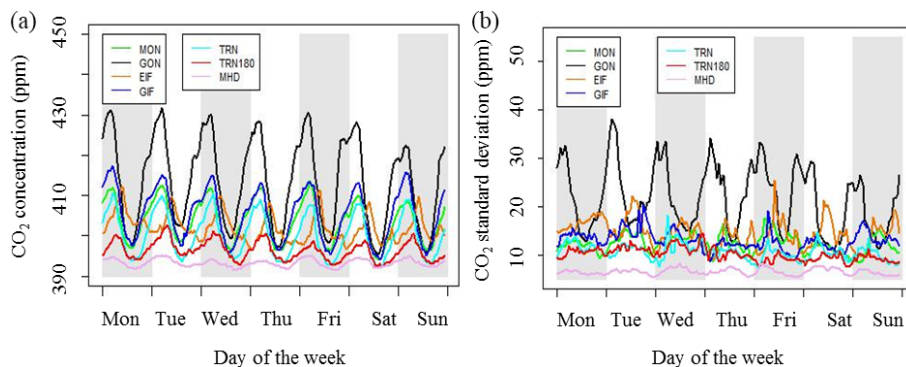 (a)
CO₂ concentration (ppm)
450
430
410
390
MON
GON
EIF
GIF
TRN
TRN180
MHD
Mon Tue Wed Thu Fri Sat Sun
Day of the week
(b)
CO₂ standard deviation (ppm)
50
40
30
20
10
MON
GON
EIF
GIF
TRN
TRN180
MHD
Mon Tue Wed Thu Fri Sat Sun
Day of the week